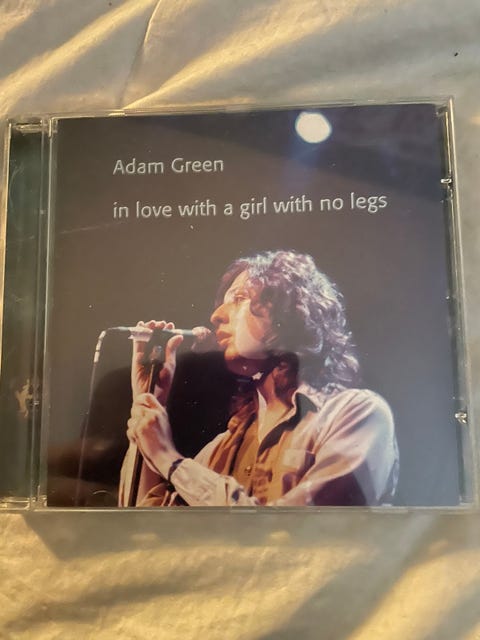 Adam Green
in love with a girl with no legs